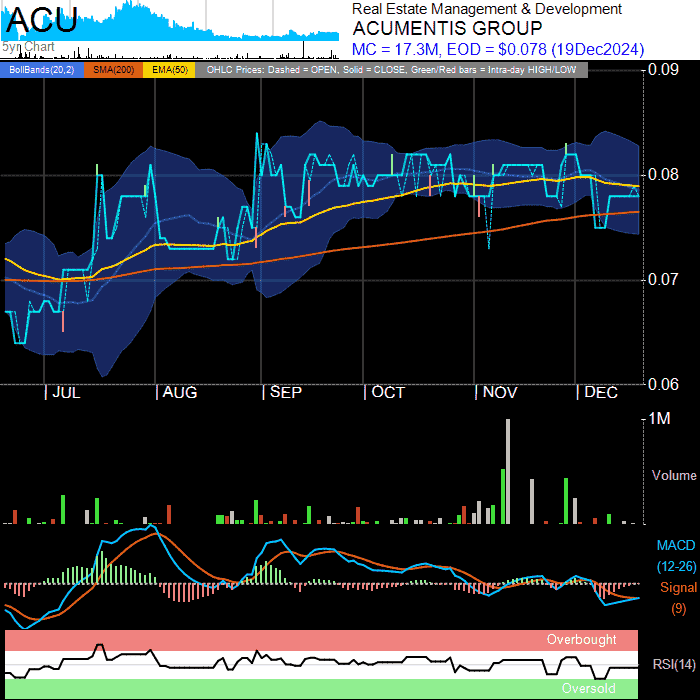 ACU
5yn Chart
Real Estate Management & Development
ACUMENTIS GROUP
MC = 17.3M, EOD = $0.078 (19Dec2024)
BollBands(20,2) SMA(200) EMA(50) OHLC Prices: Dashed = OPEN, Solid = CLOSE, Green/Red bars = Intra-day HIGH/LOW
0.09
0.08
0.07
0.06
| JUL | AUG | SEP | OCT | NOV | DEC
1M
Volume
MACD
(12-26)
Signal
(9)
Overbought
RSI(14)
Oversold